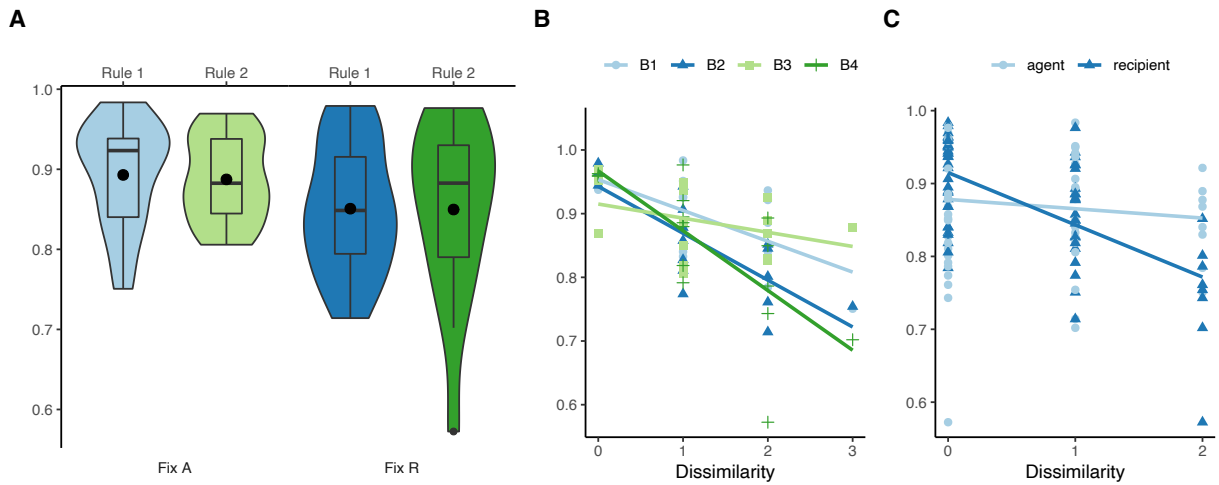 A
Rule 1 Rule 2 Rule 1 Rule 2
1.0
0.9
0.8
0.7
0.6
Fix A Fix R
B
B1 B2 B3 B4
1.0
0.9
0.8
0.7
0.6
0 1 2 3
Dissimilarity
C
agent recipient
1.0
0.9
0.8
0.7
0.6
0 1 2
Dissimilarity